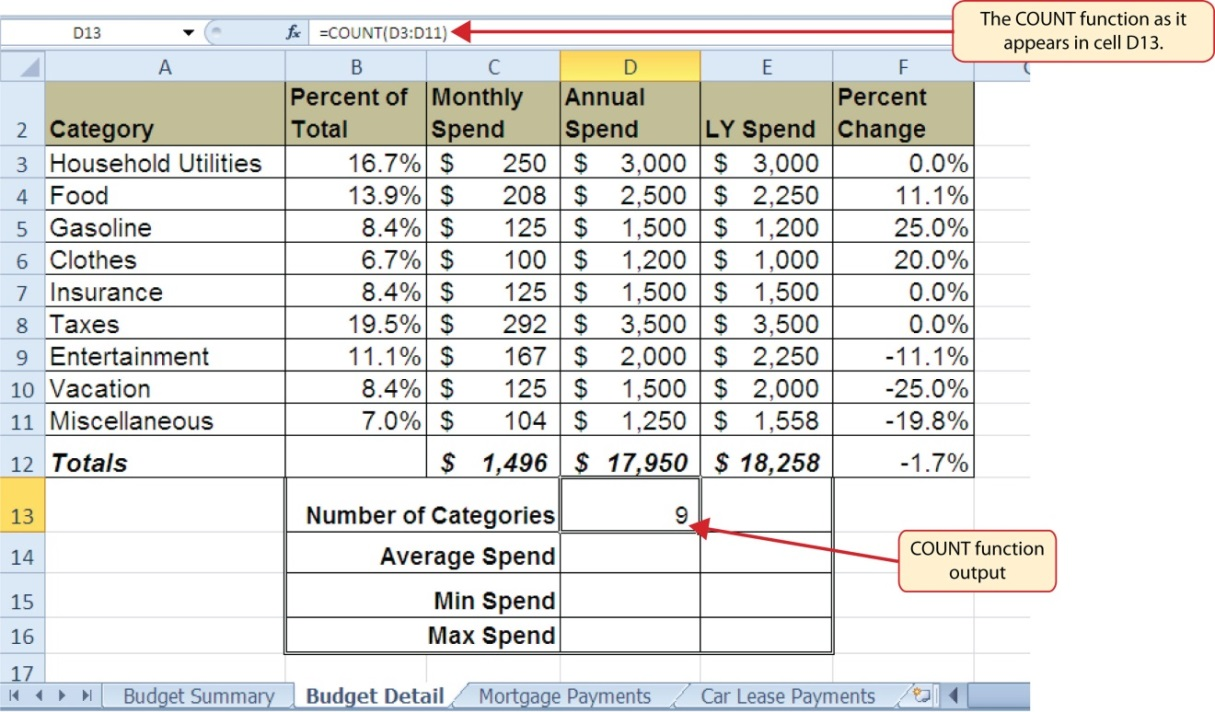 The COUNT function as it
appears in cell D13.
D13 fx =COUNT(D3:D11)
A B C D E F
2 Category Percent of Total Monthly Spend Annual Spend LY Spend Percent Change
3 Household Utilities 16.7% $ 250 $ 3,000 $ 3,000 0.0%
4 Food 13.9% $ 208 $ 2,500 $ 2,250 11.1%
5 Gasoline 8.4% $ 125 $ 1,500 $ 1,200 25.0%
6 Clothes 6.7% $ 100 $ 1,200 $ 1,000 20.0%
7 Insurance 8.4% $ 125 $ 1,500 $ 1,500 0.0%
8 Taxes 19.5% $ 292 $ 3,500 $ 3,500 0.0%
9 Entertainment 11.1% $ 167 $ 2,000 $ 2,250 -11.1%
10 Vacation 8.4% $ 125 $ 1,500 $ 2,000 -25.0%
11 Miscellaneous 7.0% $ 104 $ 1,250 $ 1,558 -19.8%
12 Totals $ 1,496 $ 17,950 $ 18,258 -1.7%
13 Number of Categories 9
COUNT function
output
14 Average Spend
15 Min Spend
16 Max Spend
17
Budget Summary Budget Detail Mortgage Payments Car Lease Payments